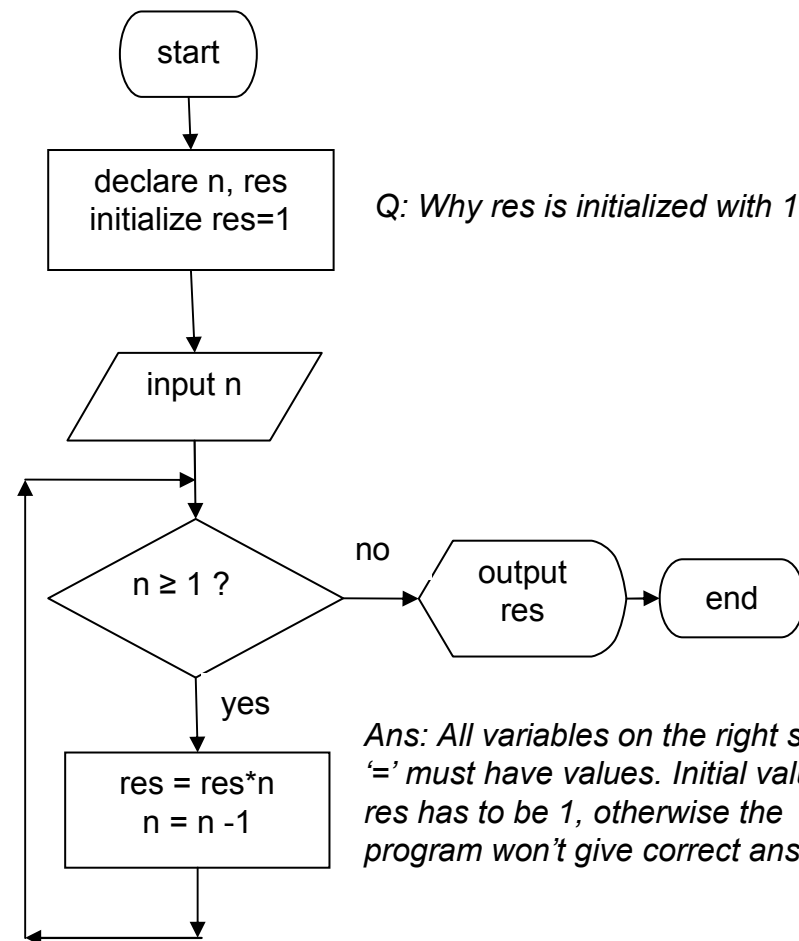 start
declare n, res
initialize res=1
Q: Why res is initialized with 1
input n
n ≥ 1 ?
no
output
res
end
yes
res = res*n
n = n -1
Ans: All variables on the right
‘=’ must have values. Initial
res has to be 1, otherwise the
program won’t give correct